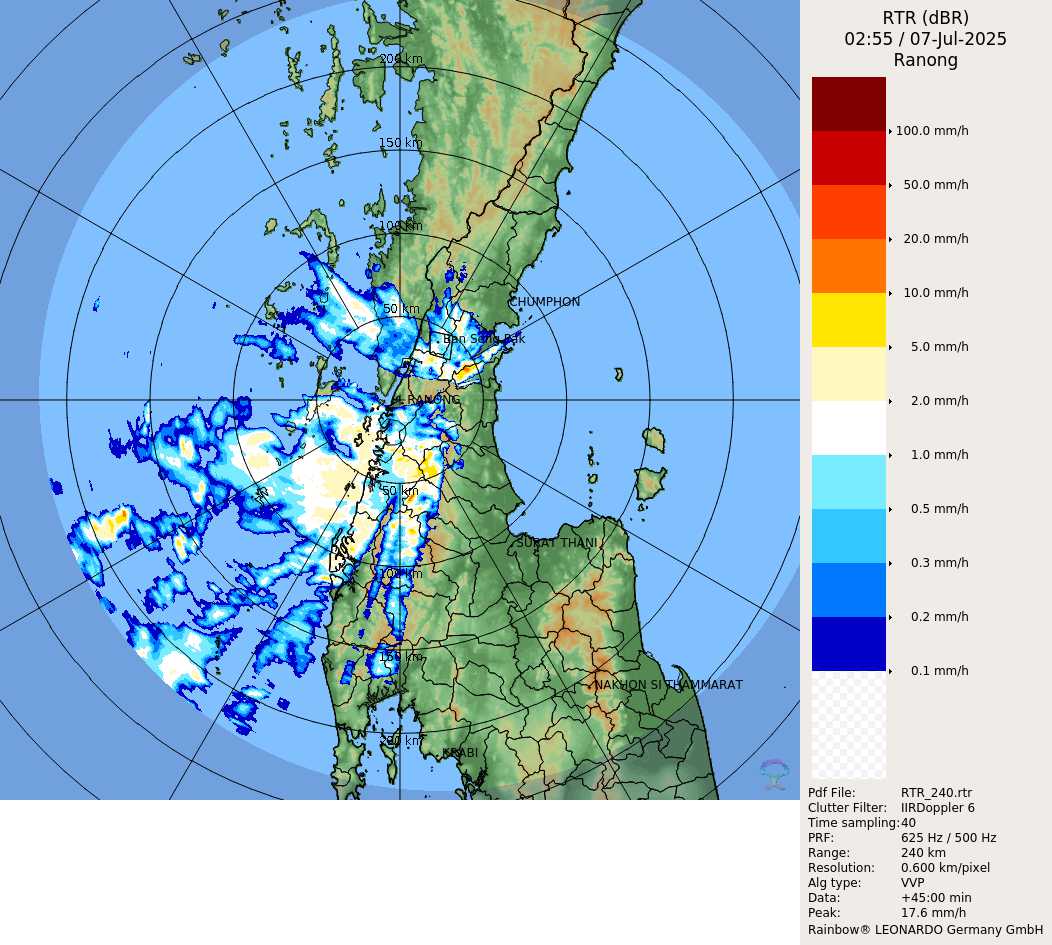 RTR (dBR)
02:55 / 07-Jul-2025
Ranong
100.0 mm/h
50.0 mm/h
20.0 mm/h
10.0 mm/h
5.0 mm/h
2.0 mm/h
1.0 mm/h
0.5 mm/h
0.3 mm/h
0.2 mm/h
0.1 mm/h
200 km
150 km
100 km
CHUMPHON
50 km
Ban Song Pak
RANONG
50 km
SURAT THANI
100 km
150 km
NAKHON SI THAMMARAT
200 km
KRABI
Pdf File: RTR_240.rtr
Clutter Filter: IIRDoppler 6
Time sampling:40
PRF: 625 Hz / 500 Hz
Range: 240 km
Resolution: 0.600 km/pixel
Alg type: VVP
Data: +45:00 min
Peak: 17.6 mm/h
Rainbow® LEONARDO Germany GmbH